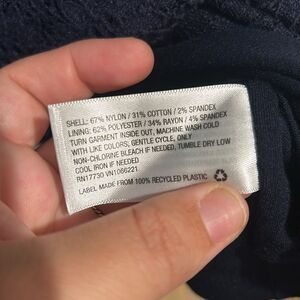 SHELL: 67% NYLON / 31% COTTON / 2% SPANDEX
LINING: 62% POLYESTER / 34% RAYON / 4% SPANDEX
TURN GARMENT INSIDE OUT, MACHINE WASH COLD
WITH LIKE COLORS, GENTLE CYCLE, ONLY
NON-CHLORINE BLEACH IF NEEDED, TUMBLE DRY LOW
COOL IRON IF NEEDED
RN17730 VN1066221
LABEL MADE FROM 100% RECYCLED PLASTIC